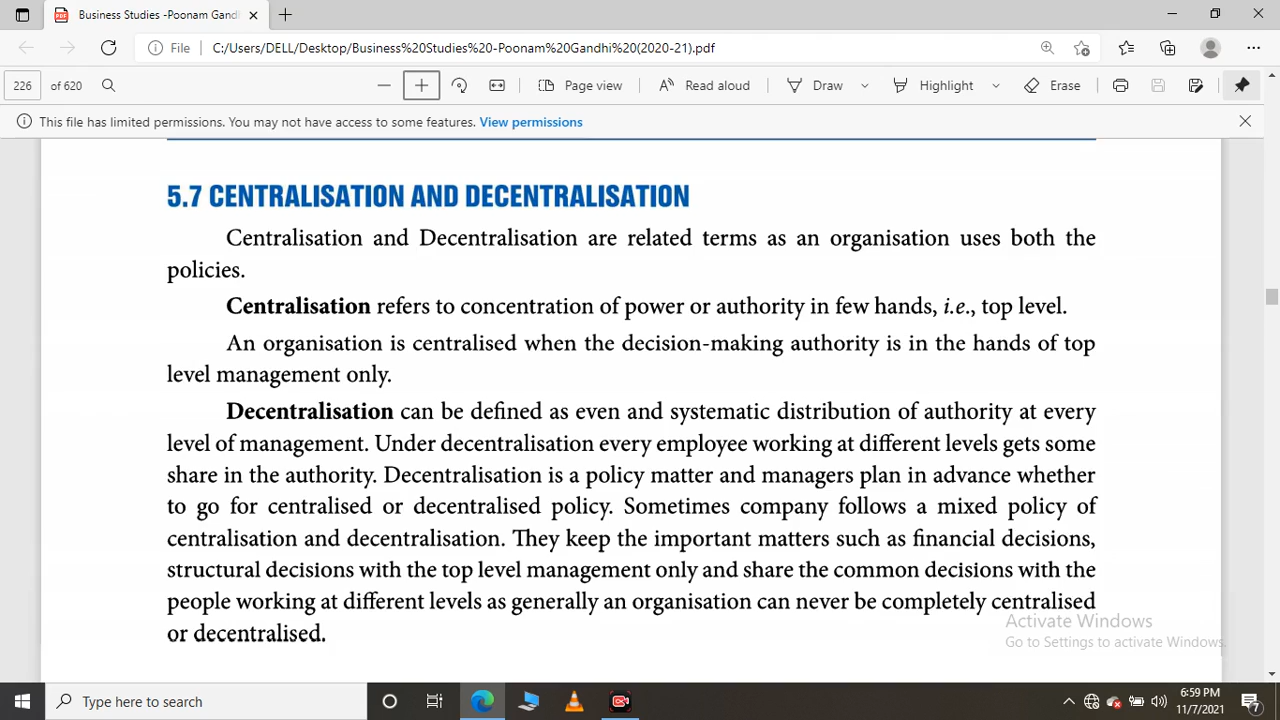 Business Studies -Poonam Gandl
File C:/Users/DELL/Desktop/Business%20Studies%20-Poonam%20Gandhi%20(2020-21).pdf
226 of 620 Page view Read aloud Draw Highlight Erase
This file has limited permissions. You may not have access to some features. View permissions
5.7 CENTRALISATION AND DECENTRALISATION
Centralisation and Decentralisation are related terms as an organisation uses both the
policies.
Centralisation refers to concentration of power or authority in few hands, i.e., top level.
An organisation is centralised when the decision-making authority is in the hands of top
level management only.
Decentralisation can be defined as even and systematic distribution of authority at every
level of management. Under decentralisation every employee working at different levels gets some
share in the authority. Decentralisation is a policy matter and managers plan in advance whether
to go for centralised or decentralised policy. Sometimes company follows a mixed policy of
centralisation and decentralisation. They keep the important matters such as financial decisions,
structural decisions with the top level management only and share the common decisions with the
people working at different levels as generally an organisation can never be completely centralised
or decentralised.
Activate Windows
Go to Settings to activate Windows.
Type here to search
6:59 PM
11/7/2021
7